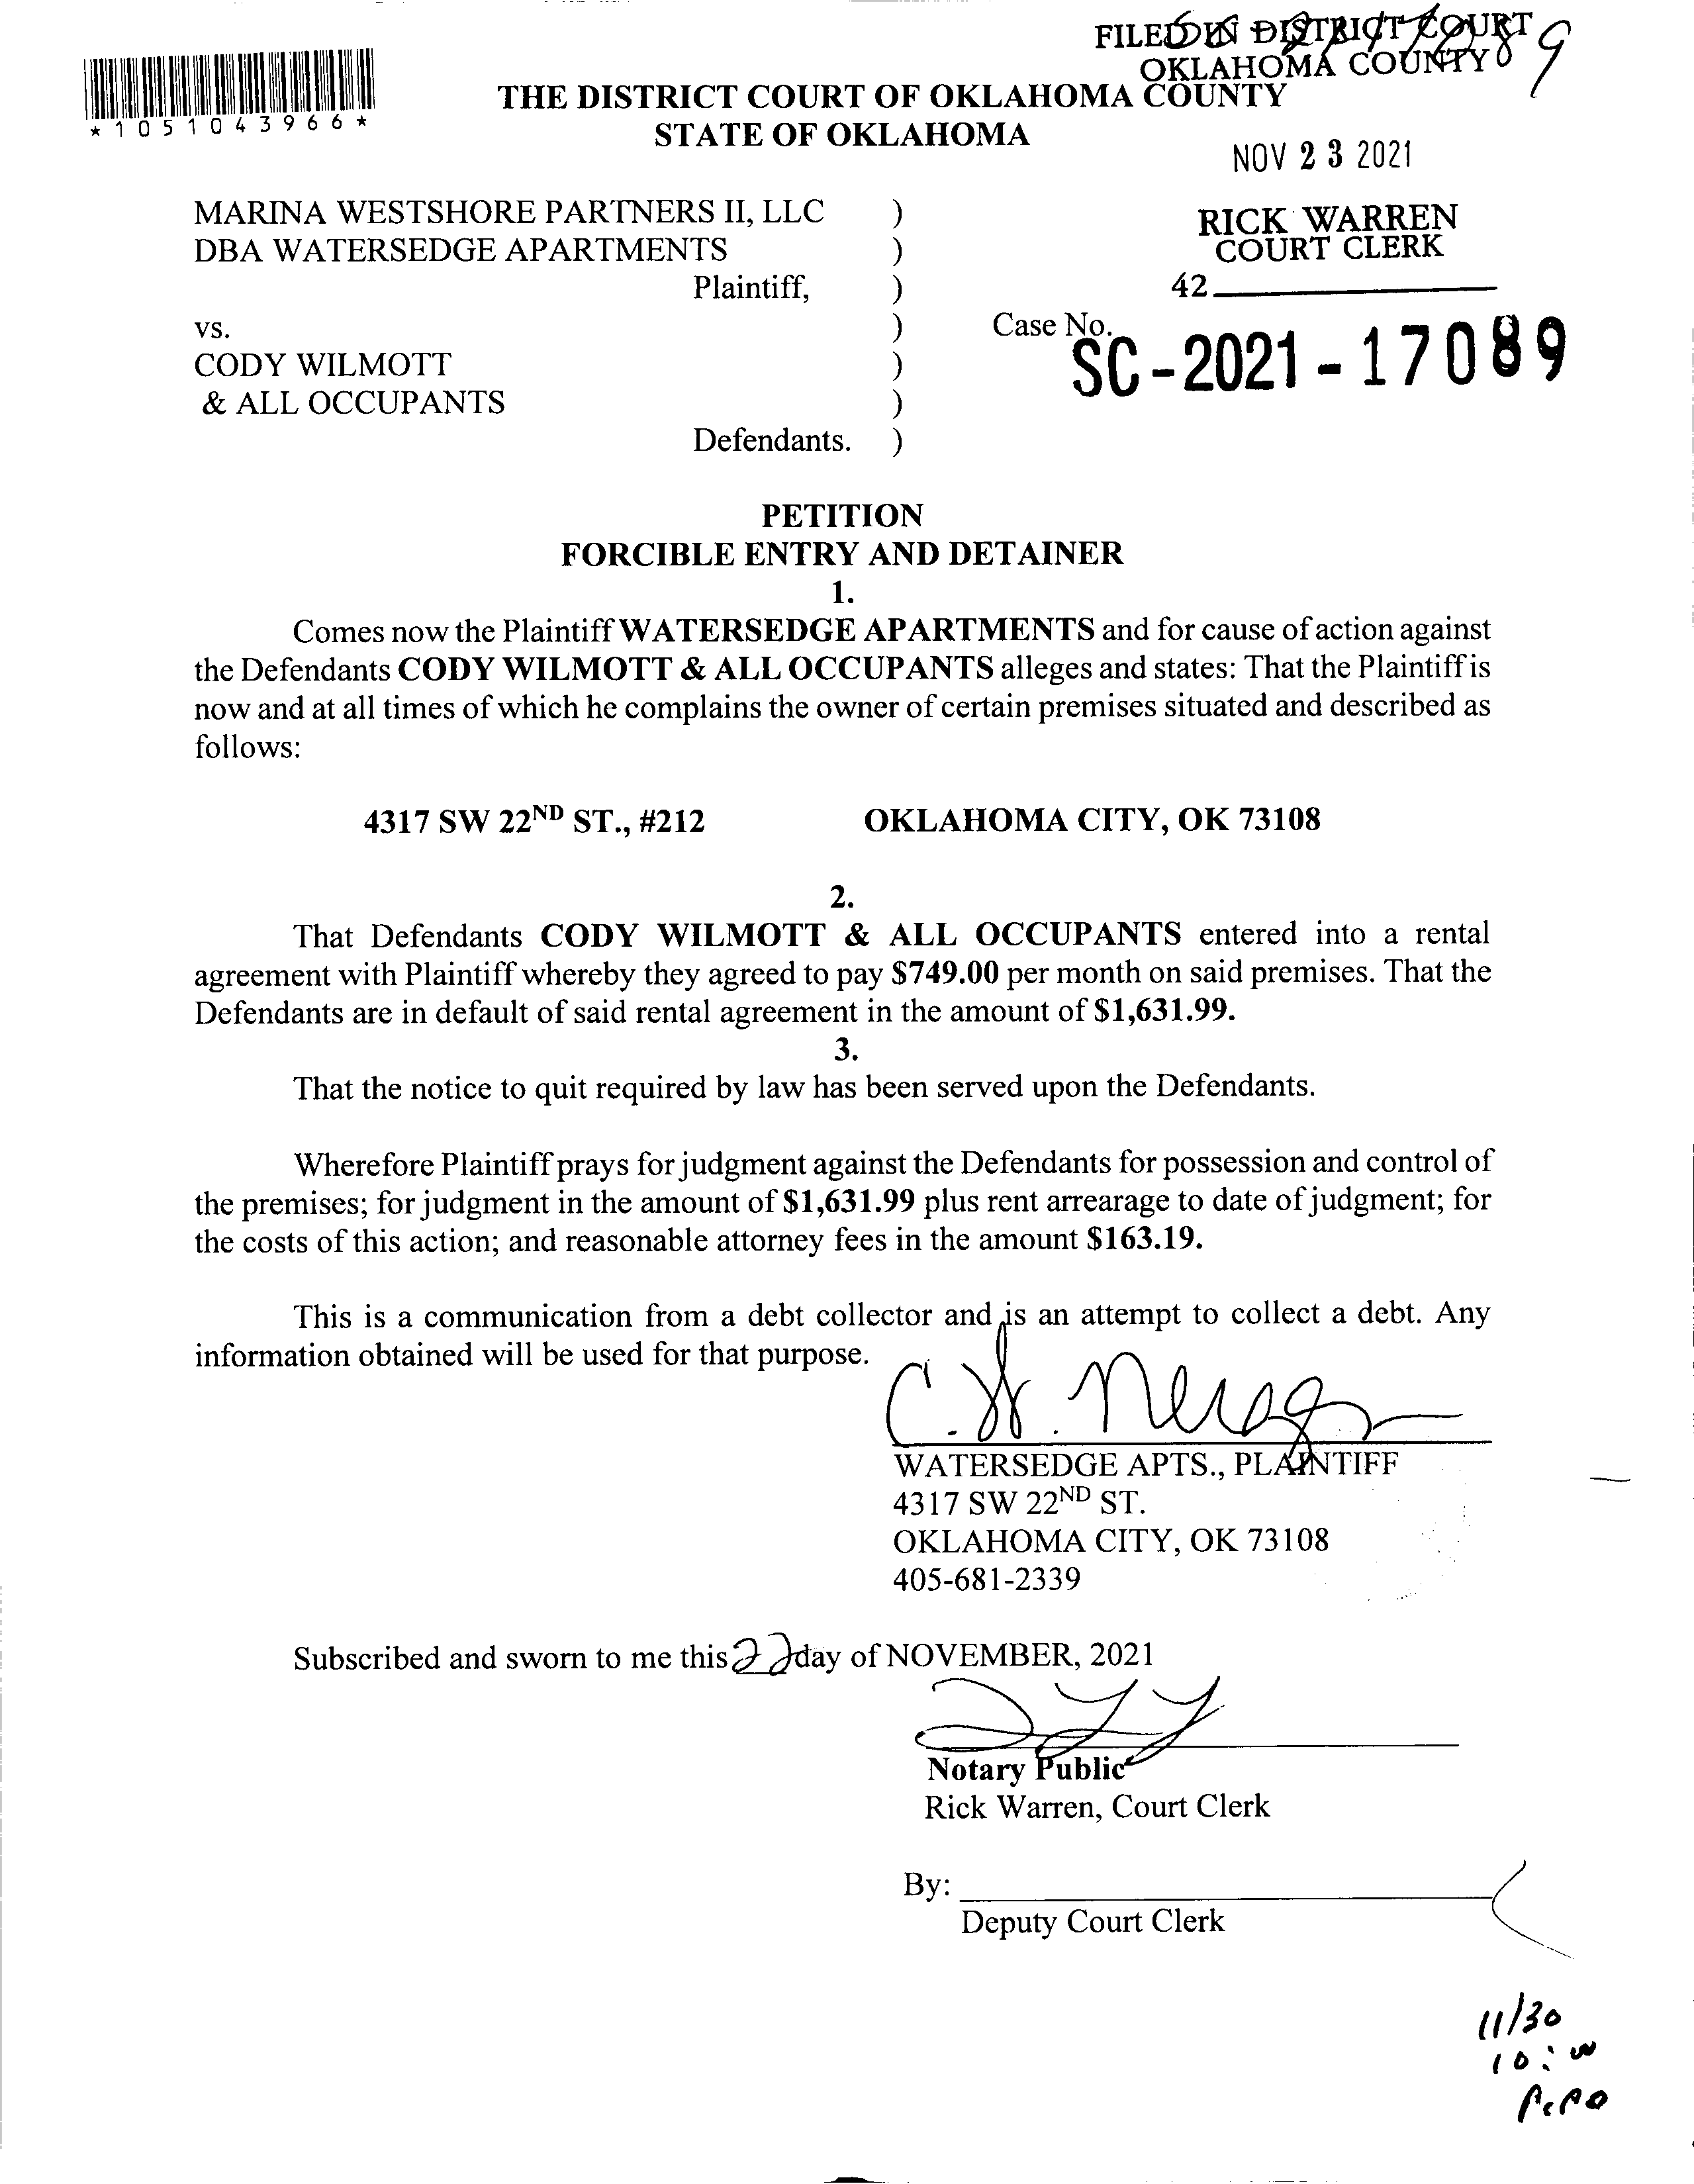 FILED IN DISTRICT COURT
OKLAHOMA COUNTY
*1051043966*
THE DISTRICT COURT OF OKLAHOMA COUNTY
STATE OF OKLAHOMA
NOV 23 2021
MARINA WESTSHORE PARTNERS II, LLC )
DBA WATERSEDGE APARTMENTS )
Plaintiff, )
RICK WARREN
COURT CLERK
42
vs. )
CODY WILMOTT )
& ALL OCCUPANTS )
Defendants. )
Case No.
SC-2021-17089
PETITION
FORCIBLE ENTRY AND DETAINER
1.
Comes now the Plaintiff WATERSEDGE APARTMENTS and for cause of action against
the Defendants CODY WILMOTT & ALL OCCUPANTS alleges and states: That the Plaintiff is
now and at all times of which he complains the owner of certain premises situated and described as
follows:
4317 SW 22ND ST., #212 OKLAHOMA CITY, OK 73108
2.
That Defendants CODY WILMOTT & ALL OCCUPANTS entered into a rental
agreement with Plaintiff whereby they agreed to pay $749.00 per month on said premises. That the
Defendants are in default of said rental agreement in the amount of $1,631.99.
3.
That the notice to quit required by law has been served upon the Defendants.
Wherefore Plaintiff prays for judgment against the Defendants for possession and control of
the premises; for judgment in the amount of $1,631.99 plus rent arrearage to date of judgment; for
the costs of this action; and reasonable attorney fees in the amount $163.19.
This is a communication from a debt collector and is an attempt to collect a debt. Any
information obtained will be used for that purpose.
WATERSEDGE APTS., PLAINTIFF
4317 SW 22ND ST.
OKLAHOMA CITY, OK 73108
405-681-2339
Subscribed and sworn to me this 22 day of NOVEMBER, 2021
Notary Public
Rick Warren, Court Clerk
By:
Deputy Court Clerk
11/30